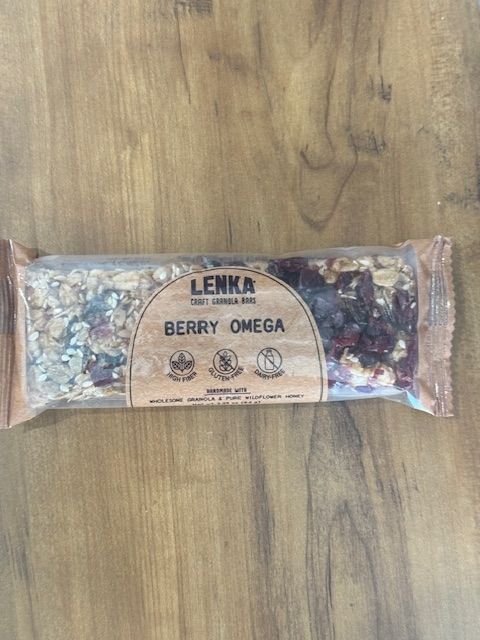 LENKA
CRAFT GRANOLA BARS
BERRY OMEGA
HIGH FIBER
GLUTEN-FREE
DAIRY-FREE
HANDMADE WITH
WHOLESOME GRANOLA & PURE WILDFLOWER HONEY